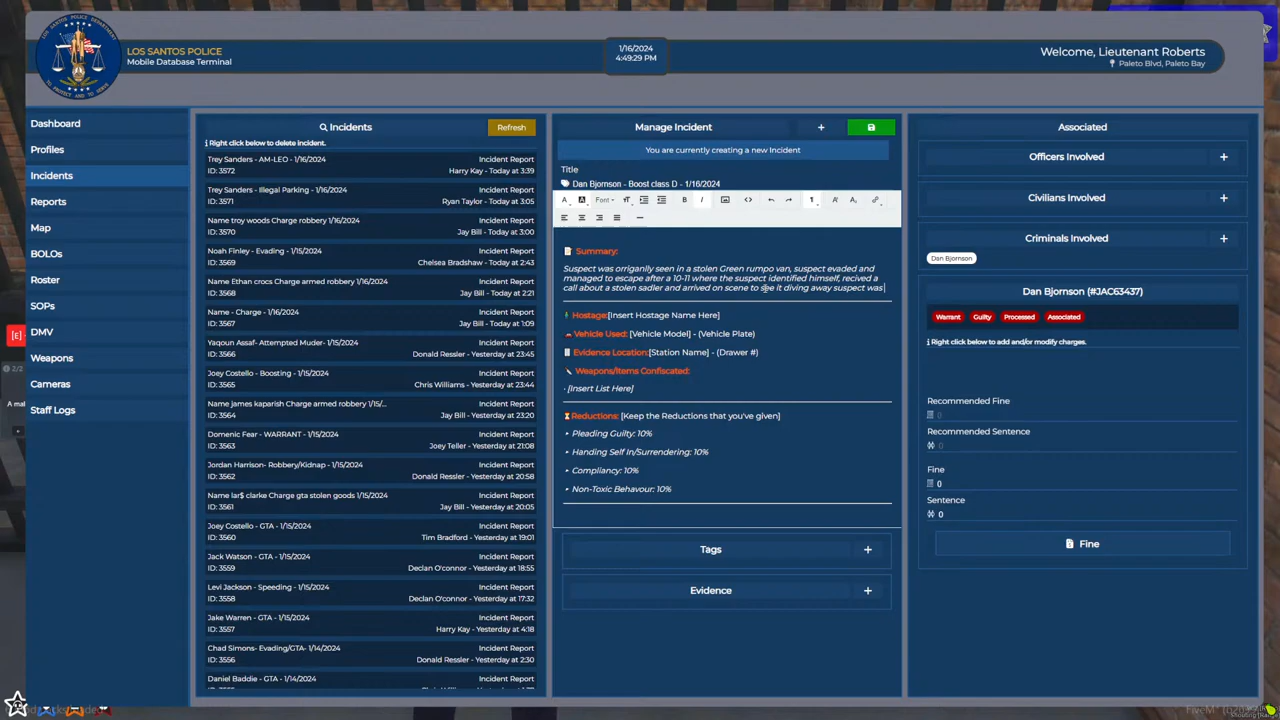 LOS SANTOS POLICE
Mobile Database Terminal
1/16/2024
4:49:29 PM
Welcome, Lieutenant Roberts
Paleto Blvd, Paleto Bay
Dashboard
Profiles
Incidents
Reports
Map
BOLOs
Roster
SOPs
DMV
Weapons
Cameras
Staff Logs
[E]
2/2
Incidents
Refresh
Right click below to delete incident.
Trey Sanders - AM-LEO - 1/16/2024 Incident Report
ID: 3572 Harry Kay - Today at 3:39
Trey Sanders - Illegal Parking - 1/16/2024 Incident Report
ID: 3571 Ryan Taylor - Today at 3:05
Name troy woods Charge robbery 1/16/2024 Incident Report
ID: 3570 Jay Bill - Today at 3:00
Noah Finley - Evading - 1/15/2024 Incident Report
ID: 3569 Chelsea Bradshaw - Today at 2:43
Name Ethan crocs Charge armed robbery 1/16/2024 Incident Report
ID: 3568 Jay Bill - Today at 2:21
Name - Charge - 1/16/2024 Incident Report
ID: 3567 Jay Bill - Today at 1:09
Yaqoun Assaf- Attempted Muder- 1/15/2024 Incident Report
ID: 3566 Donald Ressler - Yesterday at 23:45
Joey Costello - Boosting - 1/15/2024 Incident Report
ID: 3565 Chris Williams - Yesterday at 23:44
Name james kaparish Charge armed robbery 1/15/... Incident Report
ID: 3564 Jay Bill - Yesterday at 23:20
Domenic Fear - WARRANT - 1/15/2024 Incident Report
ID: 3563 Joey Teller - Yesterday at 21:08
Jordan Harrison- Robbery/Kidnap - 1/15/2024 Incident Report
ID: 3562 Donald Ressler - Yesterday at 20:58
Name lar$ clarke Charge gta stolen goods 1/15/2024 Incident Report
ID: 3561 Jay Bill - Yesterday at 20:05
Joey Costello - GTA - 1/15/2024 Incident Report
ID: 3560 Tim Bradford - Yesterday at 19:01
Jack Watson - GTA - 1/15/2024 Incident Report
ID: 3559 Declan O'connor - Yesterday at 18:55
Levi Jackson - Speeding - 1/15/2024 Incident Report
ID: 3558 Declan O'connor - Yesterday at 17:32
Jake Warren - GTA - 1/15/2024 Incident Report
ID: 3557 Harry Kay - Yesterday at 4:18
Chad Simons- Evading/GTA- 1/14/2024 Incident Report
ID: 3556 Donald Ressler - Yesterday at 2:30
Daniel Baddie - GTA - 1/14/2024 Incident Report
Manage Incident
You are currently creating a new Incident
Title
Dan Bjornson - Boost class D - 1/16/2024
Font
Summary:
Suspect was origanlly seen in a stolen Green rumpo van, suspect evaded and
managed to escape after a 10-11 where the suspect identified himself, recived a
call about a stolen sadler and arrived on scene to see it diving away suspect was
Hostage:[Insert Hostage Name Here]
Vehicle Used: [Vehicle Model] - (Vehicle Plate)
Evidence Location:[Station Name] - (Drawer #)
Weapons/Items Confiscated:
· [Insert List Here]
Reductions: [Keep the Reductions that you've given]
‣ Pleading Guilty: 10%
‣ Handing Self In/Surrendering: 10%
‣ Compliancy: 10%
‣ Non-Toxic Behaviour: 10%
Tags +
Evidence +
Associated
Officers Involved +
Civilians Involved +
Criminals Involved +
Dan Bjornson
Dan Bjornson (#JAC63437)
Warrant Guilty Processed Associated
Right click below to add and/or modify charges.
Recommended Fine
0
Recommended Sentence
0
Fine
0
Sentence
0
Fine